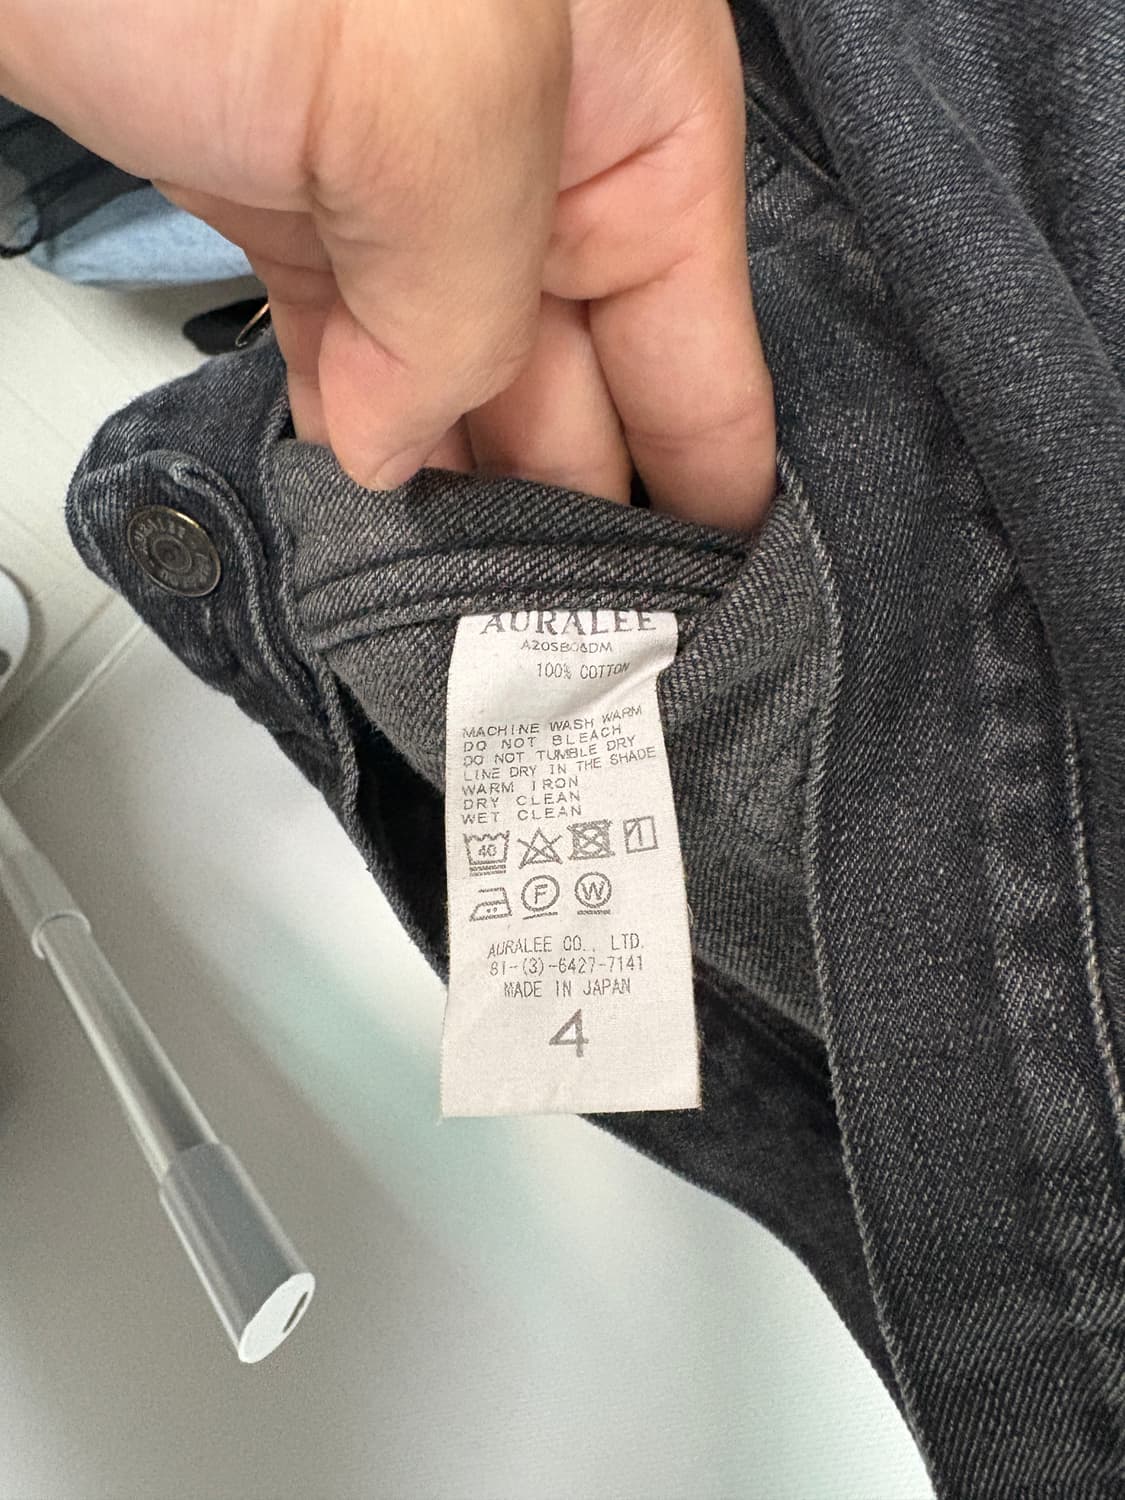 AURALEE
A20SB06DM
100% COTTON
MACHINE WASH WARM
DO NOT BLEACH
DO NOT TUMBLE DRY
LINE DRY IN THE SHADE
WARM IRON
DRY CLEAN
WET CLEAN
40
F W
AURALEE CO., LTD.
81-(3)-6427-7141
MADE IN JAPAN
4